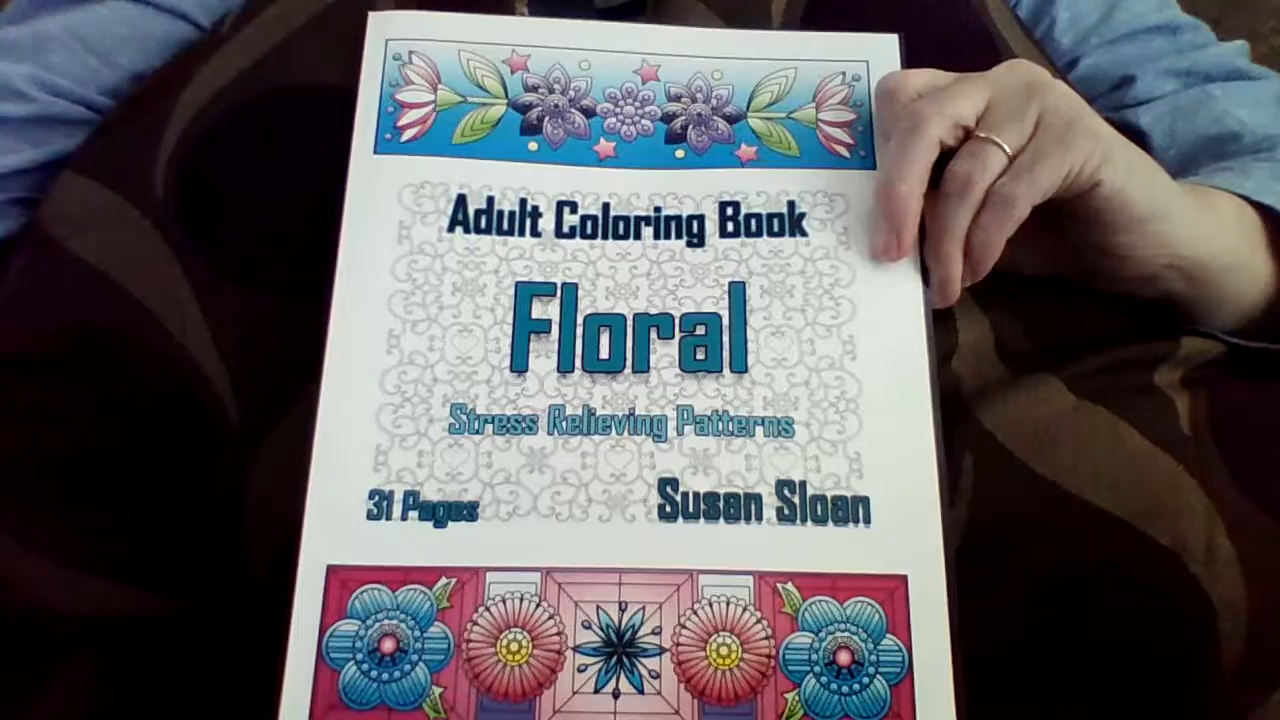 Adult Coloring Book
Floral
Stress Relieving Patterns
31 Pages
Susan Sloan